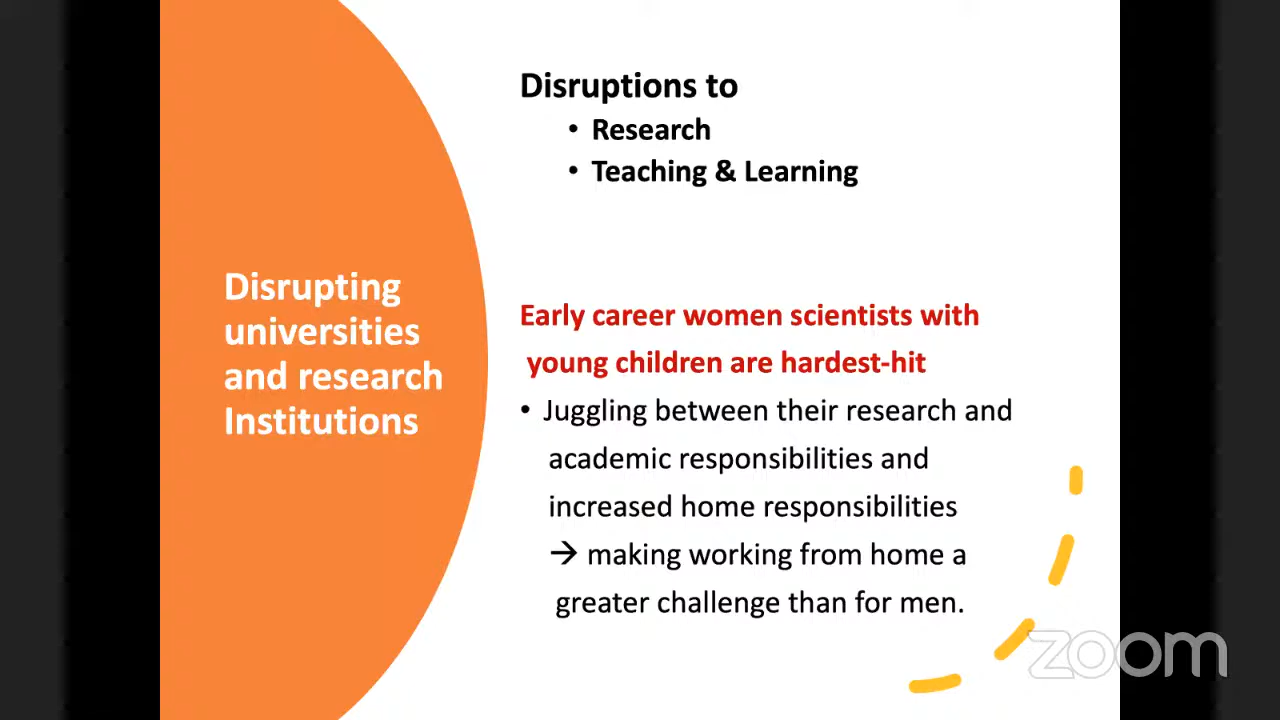 Disrupting
universities
and research
Institutions
Disruptions to
• Research
• Teaching & Learning
Early career women scientists with
young children are hardest-hit
• Juggling between their research and
academic responsibilities and
increased home responsibilities
→ making working from home a
greater challenge than for men.
zoom